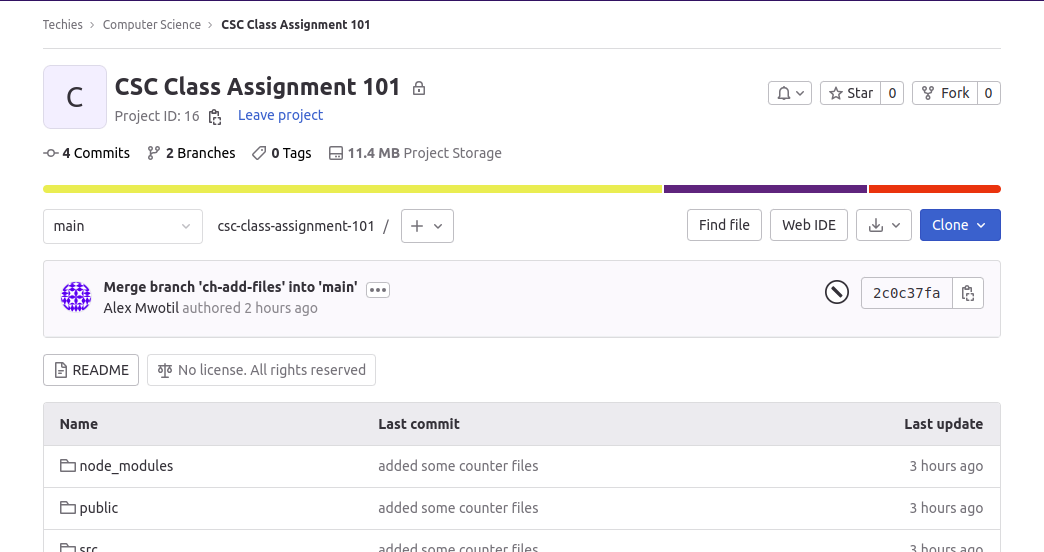 Techies > Computer Science > CSC Class Assignment 101
C
CSC Class Assignment 101
Project ID: 16 Leave project
Star 0 Fork 0
4 Commits 2 Branches 0 Tags 11.4 MB Project Storage
main csc-class-assignment-101 / + Find file Web IDE Clone
Merge branch 'ch-add-files' into 'main' ...
Alex Mwotil authored 2 hours ago
2c0c37fa
README No license. All rights reserved
Name Last commit Last update
node_modules added some counter files 3 hours ago
public added some counter files 3 hours ago
src added some counter files 3 hours ago